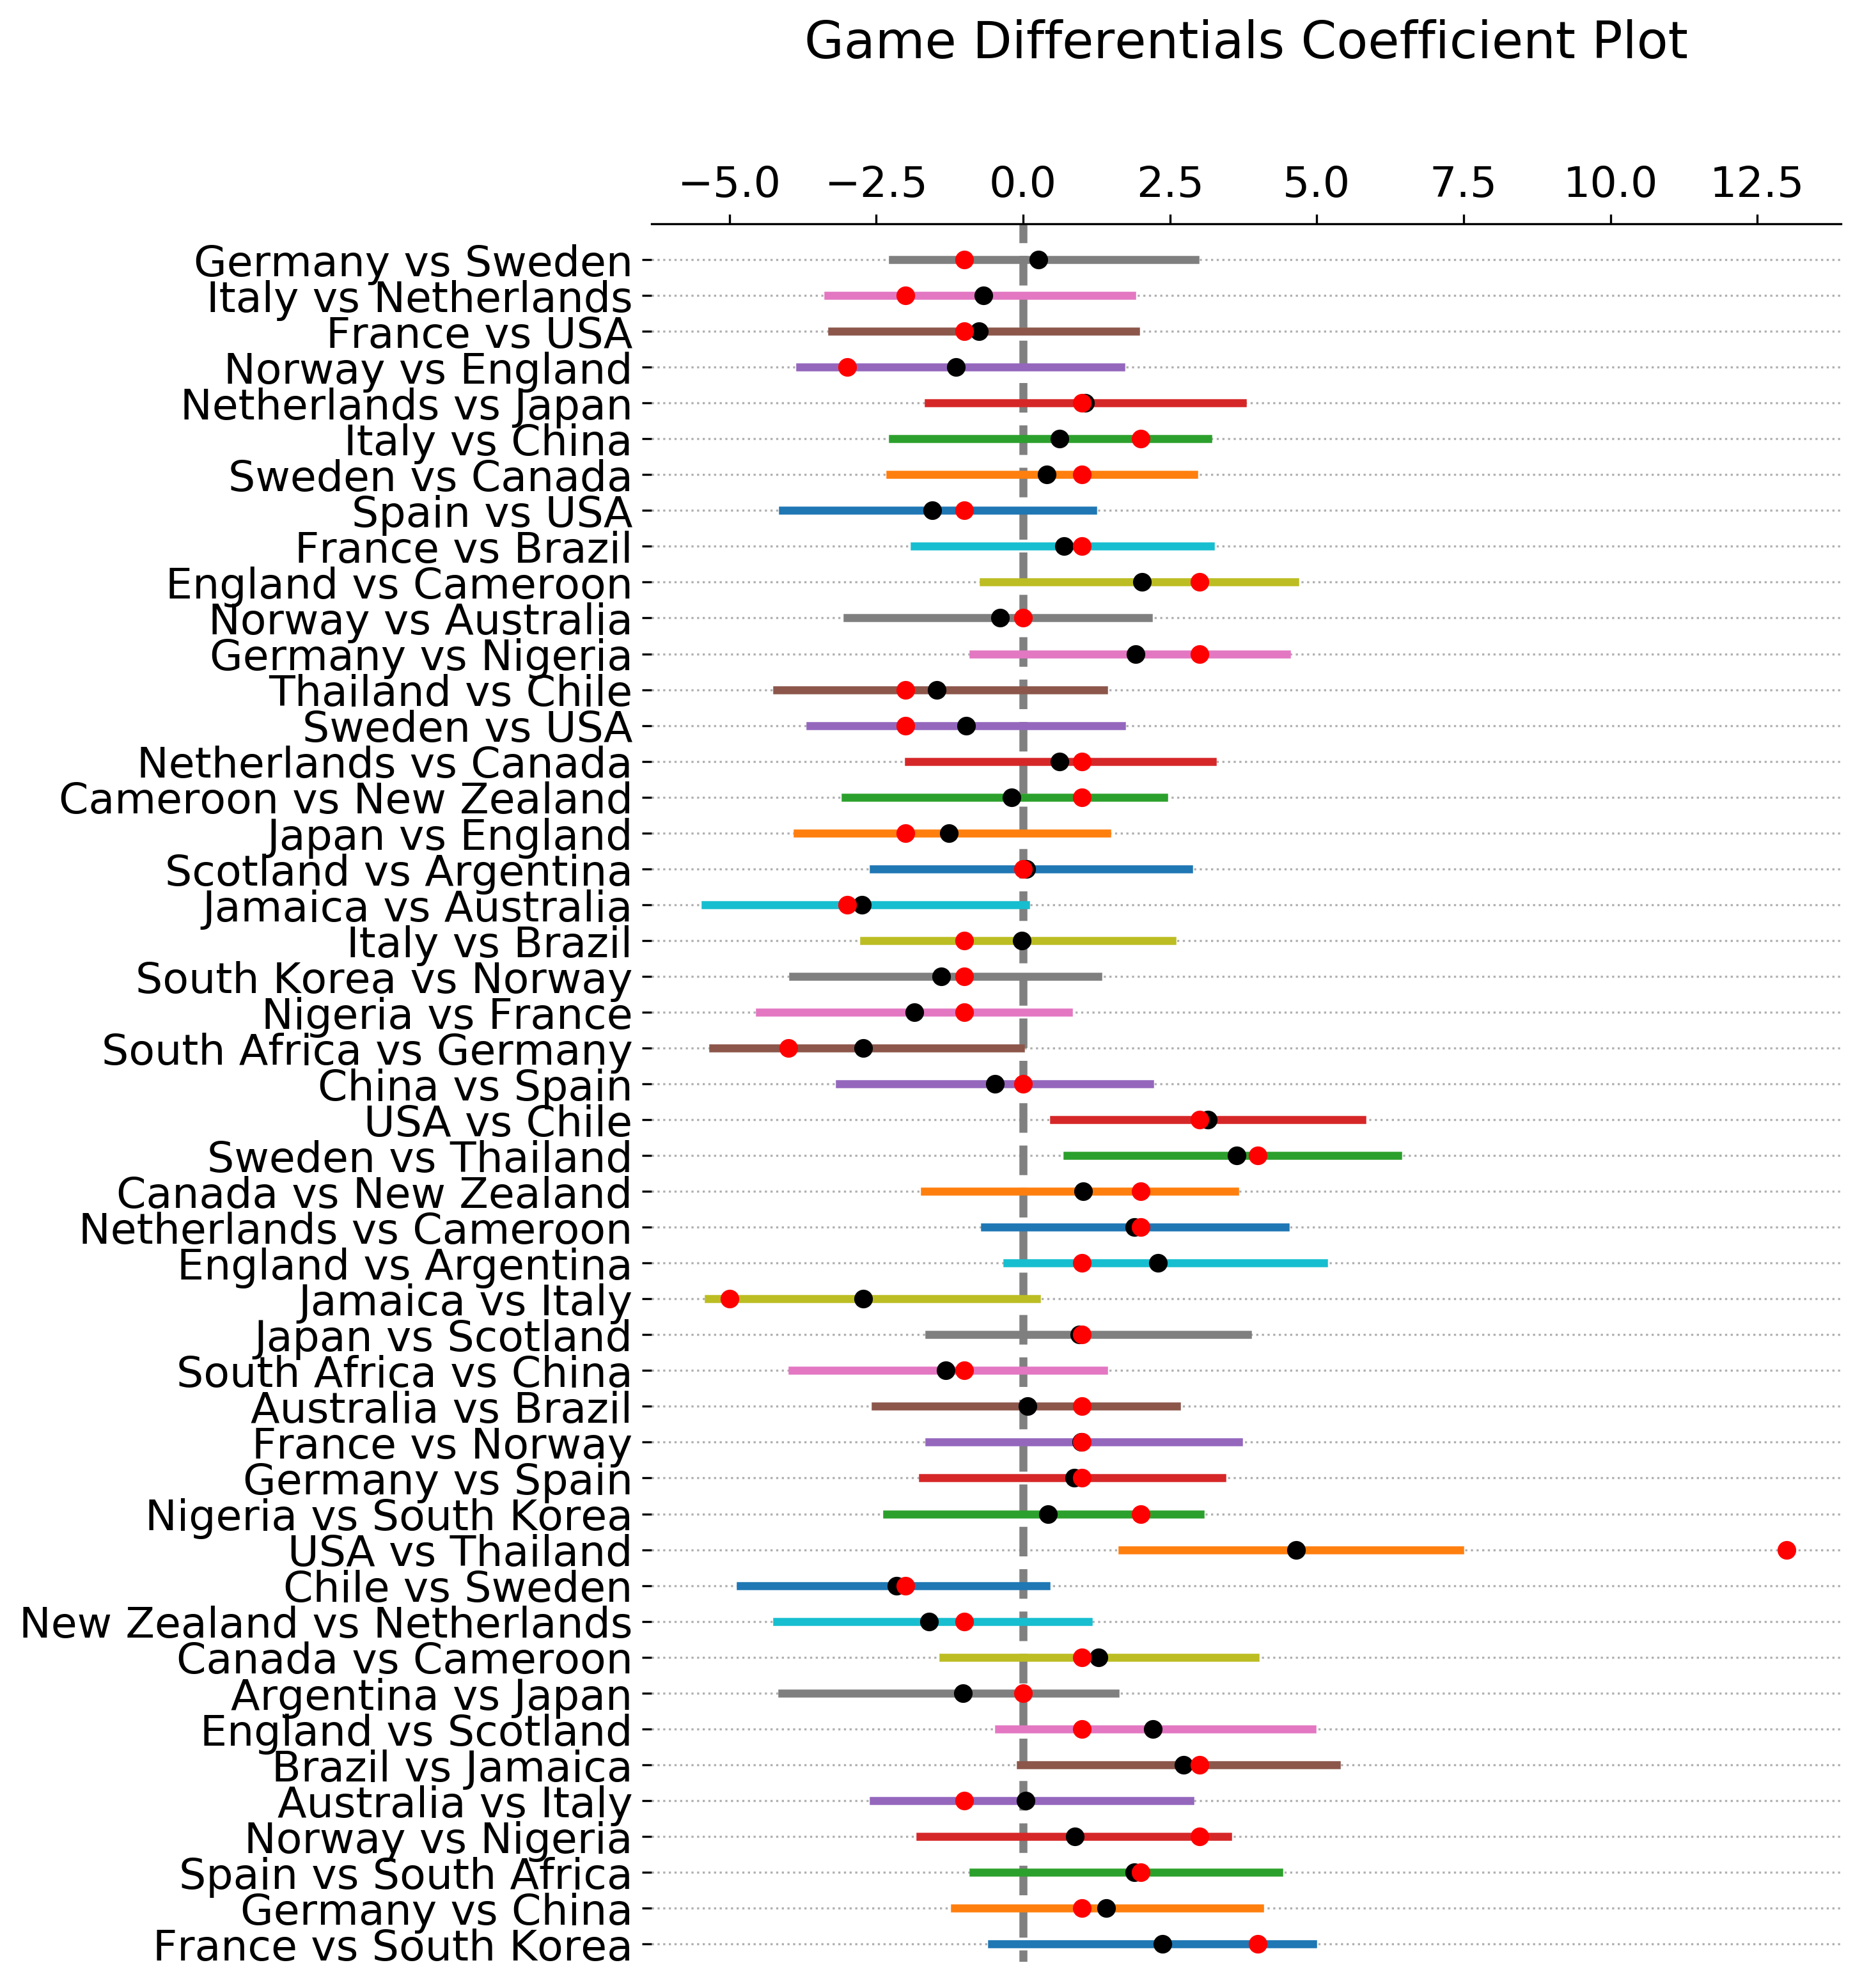 Game Differentials Coefficient Plot
−5.0 −2.5 0.0 2.5 5.0 7.5 10.0 12.5
Germany vs Sweden
Italy vs Netherlands
France vs USA
Norway vs England
Netherlands vs Japan
Italy vs China
Sweden vs Canada
Spain vs USA
France vs Brazil
England vs Cameroon
Norway vs Australia
Germany vs Nigeria
Thailand vs Chile
Sweden vs USA
Netherlands vs Canada
Cameroon vs New Zealand
Japan vs England
Scotland vs Argentina
Jamaica vs Australia
Italy vs Brazil
South Korea vs Norway
Nigeria vs France
South Africa vs Germany
China vs Spain
USA vs Chile
Sweden vs Thailand
Canada vs New Zealand
Netherlands vs Cameroon
England vs Argentina
Jamaica vs Italy
Japan vs Scotland
South Africa vs China
Australia vs Brazil
France vs Norway
Germany vs Spain
Nigeria vs South Korea
USA vs Thailand
Chile vs Sweden
New Zealand vs Netherlands
Canada vs Cameroon
Argentina vs Japan
England vs Scotland
Brazil vs Jamaica
Australia vs Italy
Norway vs Nigeria
Spain vs South Africa
Germany vs China
France vs South Korea